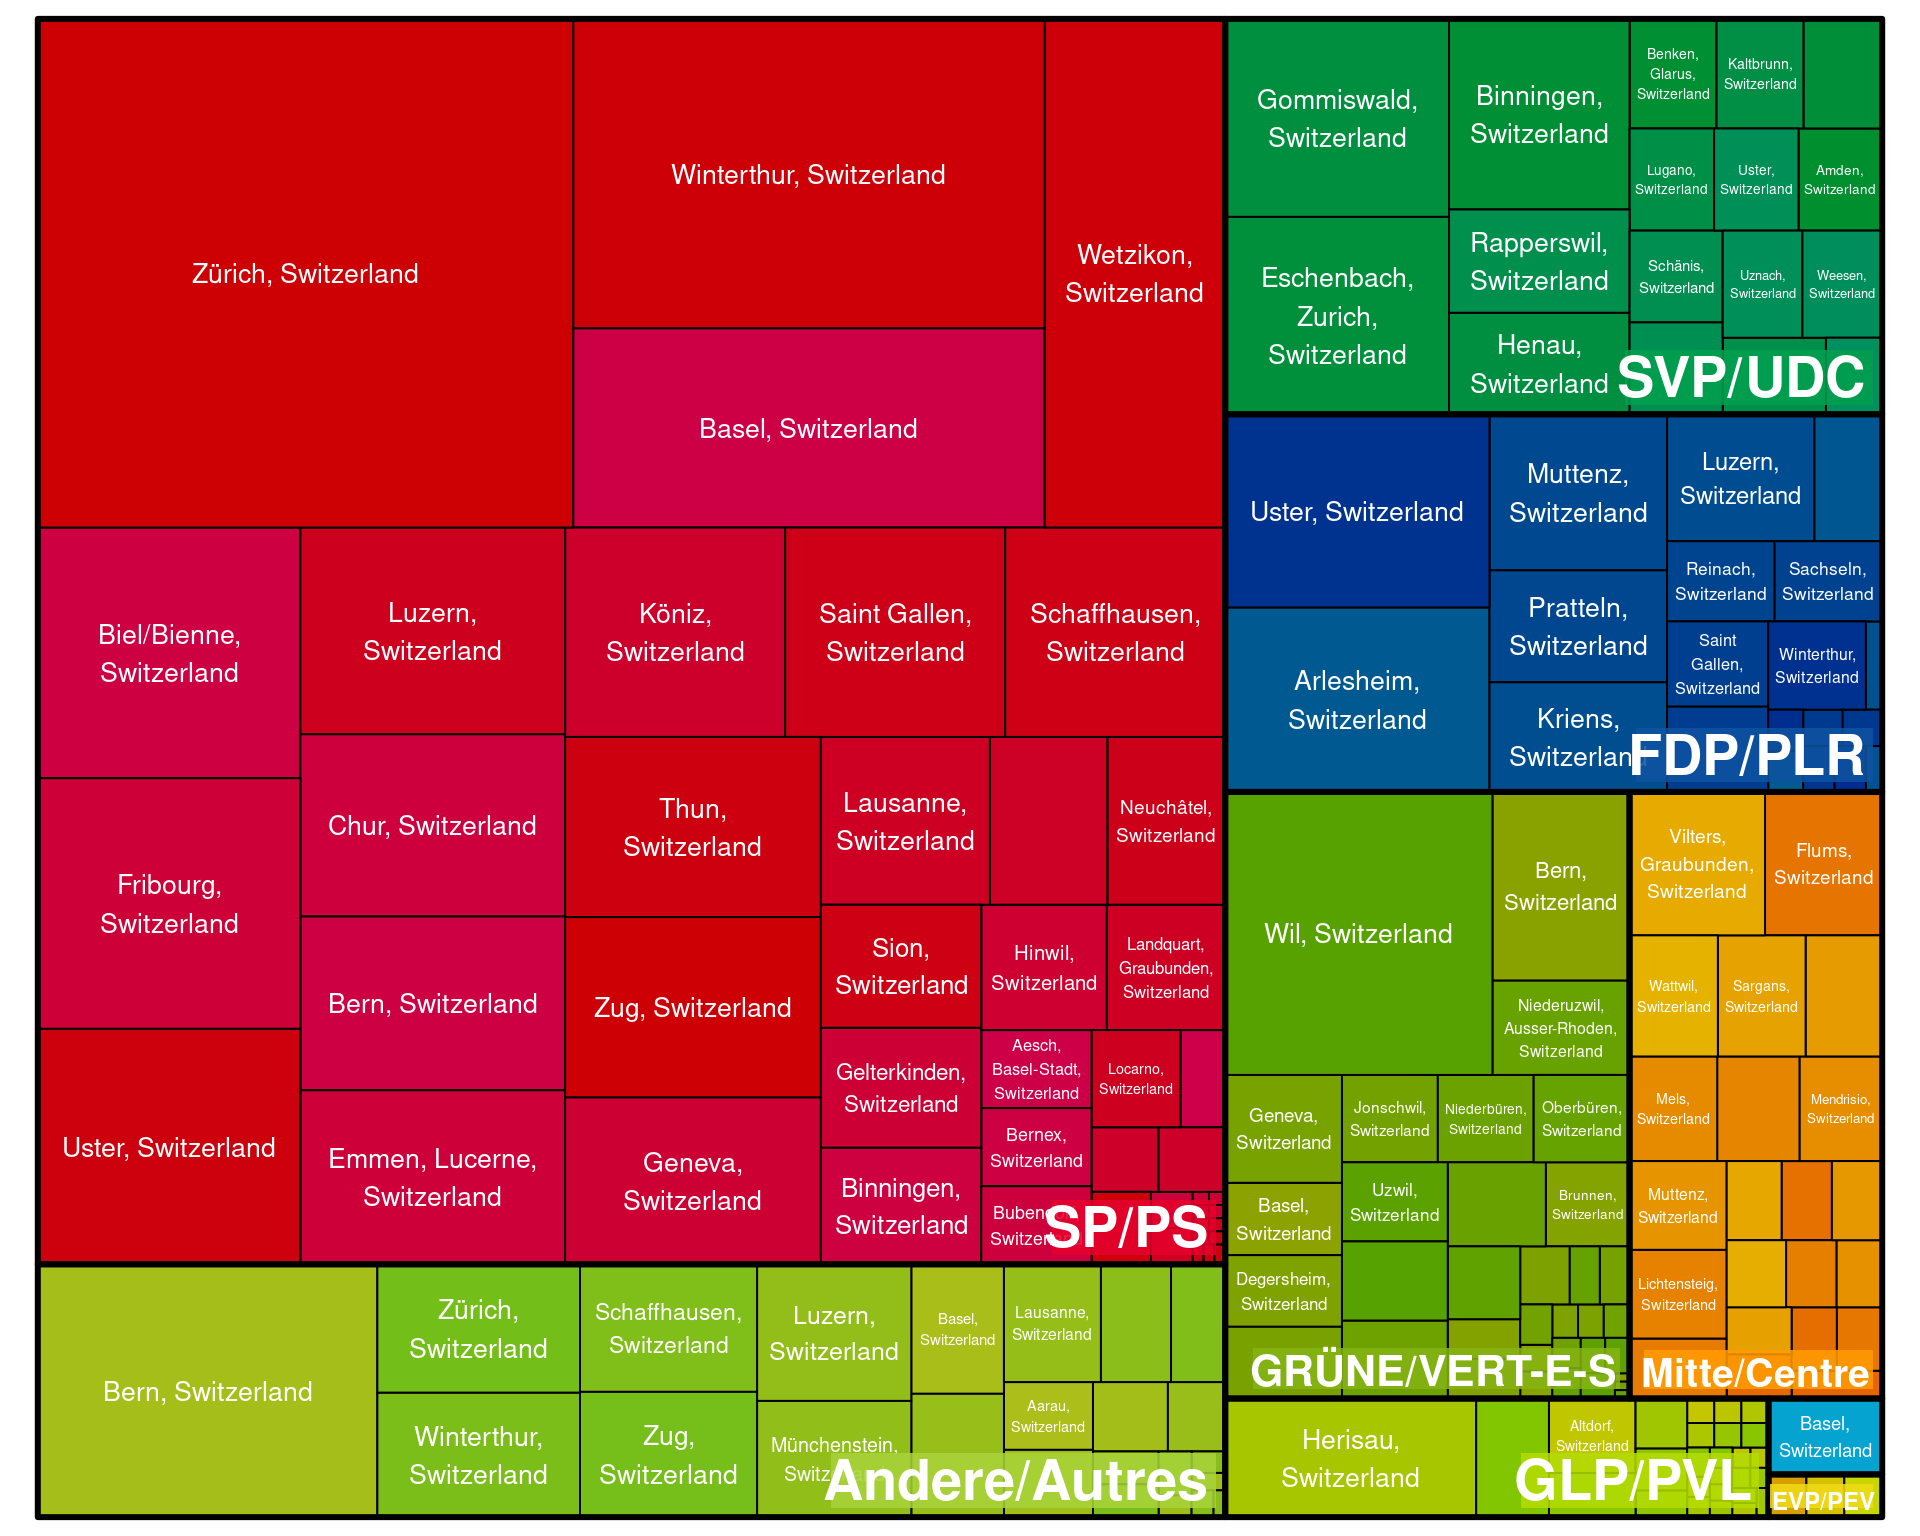 Zürich, Switzerland
Winterthur, Switzerland
Basel, Switzerland
Wetzikon,
Switzerland
Biel/Bienne,
Switzerland
Fribourg,
Switzerland
Uster, Switzerland
Luzern,
Switzerland
Chur, Switzerland
Bern, Switzerland
Emmen, Lucerne,
Switzerland
Köniz,
Switzerland
Saint Gallen,
Switzerland
Schaffhausen,
Switzerland
Thun,
Switzerland
Zug, Switzerland
Geneva,
Switzerland
Lausanne,
Switzerland
Neuchâtel,
Switzerland
Sion,
Switzerland
Hinwil,
Switzerland
Landquart,
Graubunden,
Switzerland
Gelterkinden,
Switzerland
Binningen,
Switzerland
Aesch,
Basel-Stadt,
Switzerland
Locarno,
Switzerland
Bernex,
Switzerland
SP/PS
Bern, Switzerland
Zürich,
Switzerland
Winterthur,
Switzerland
Schaffhausen,
Switzerland
Zug,
Switzerland
Luzern,
Switzerland
Münchenstein,
Basel,
Switzerland
Lausanne,
Switzerland
Aarau,
Switzerland
Andere/Autres
Gommiswald,
Switzerland
Eschenbach,
Zurich,
Switzerland
Binningen,
Switzerland
Rapperswil,
Switzerland
Henau,
Switzerland
Benken,
Glarus,
Switzerland
Kaltbrunn,
Switzerland
Lugano,
Switzerland
Uster,
Switzerland
Amden,
Switzerland
Schänis,
Switzerland
Uznach,
Switzerland
Weesen,
Switzerland
SVP/UDC
Uster, Switzerland
Arlesheim,
Switzerland
Muttenz,
Switzerland
Pratteln,
Switzerland
Kriens,
Switzerland
Luzern,
Switzerland
Reinach,
Switzerland
Sachseln,
Switzerland
Saint
Gallen,
Switzerland
Winterthur,
Switzerland
FDP/PLR
Wil, Switzerland
Bern,
Switzerland
Niederuzwil,
Ausser-Rhoden,
Switzerland
Geneva,
Switzerland
Basel,
Switzerland
Degersheim,
Switzerland
Jonschwil,
Switzerland
Niederbüren,
Switzerland
Oberbüren,
Switzerland
Uzwil,
Switzerland
Brunnen,
Switzerland
GRÜNE/VERT-E-S
Vilters,
Graubunden,
Switzerland
Flums,
Switzerland
Wattwil,
Switzerland
Sargans,
Switzerland
Mels,
Switzerland
Mendrisio,
Switzerland
Muttenz,
Switzerland
Lichtensteig,
Switzerland
Mitte/Centre
Herisau,
Switzerland
Altdorf,
Switzerland
GLP/PVL
Basel,
Switzerland
EVP/PEV